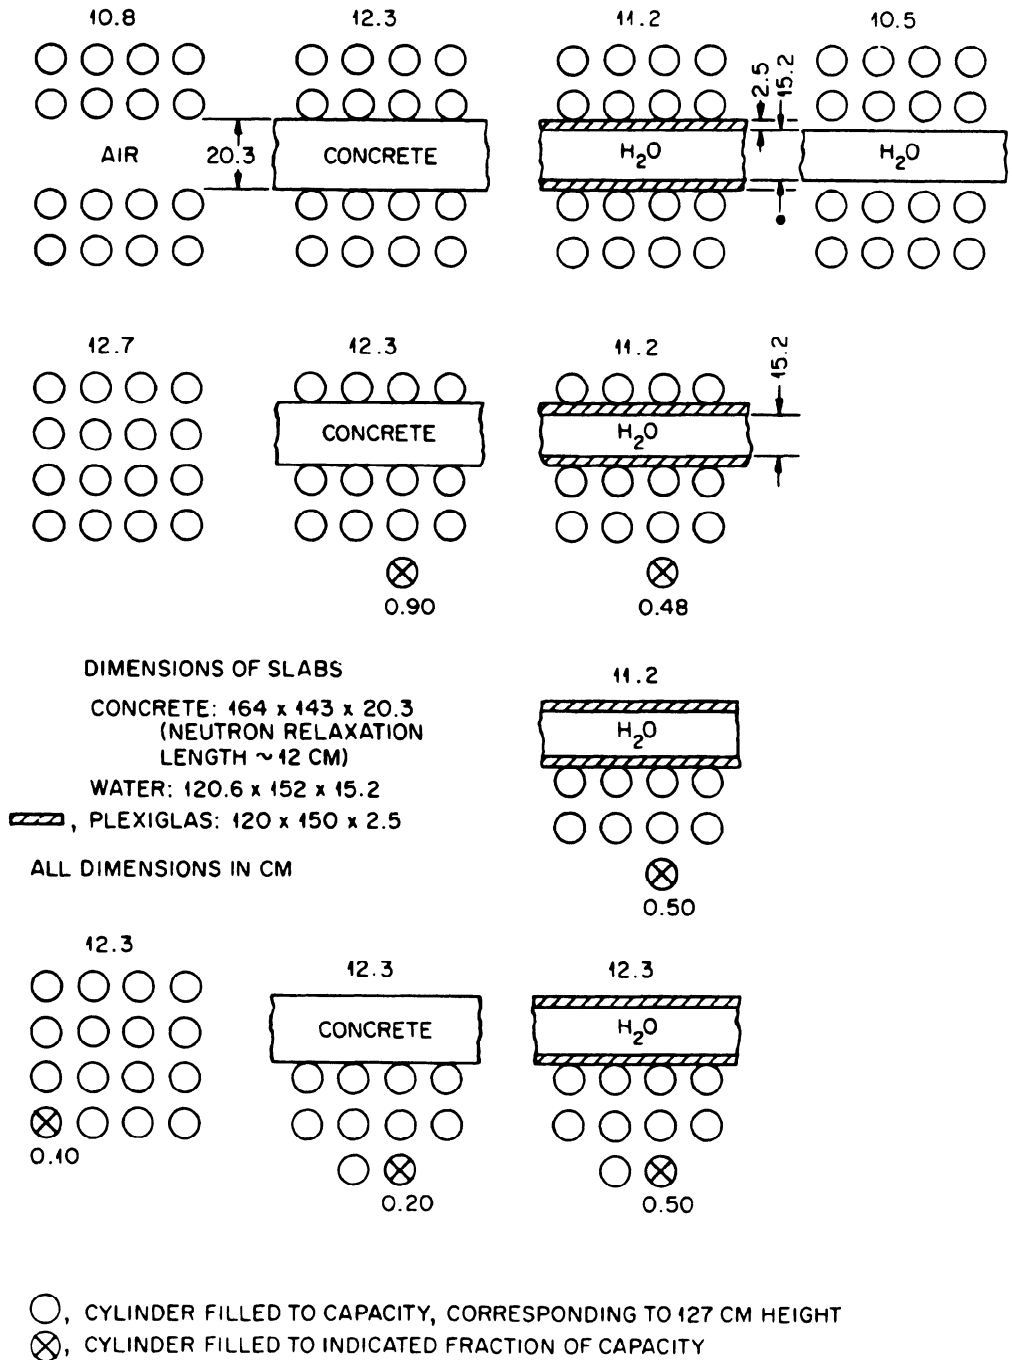 10.8 12.3 11.2 10.5
2.5
15.2
AIR 20.3 CONCRETE H₂O H₂O
12.7 12.3 11.2
15.2
CONCRETE H₂O
0.90 0.48
DIMENSIONS OF SLABS
CONCRETE: 164 x 143 x 20.3
(NEUTRON RELAXATION
LENGTH ~ 12 CM)
WATER: 120.6 x 152 x 15.2
, PLEXIGLAS: 120 x 150 x 2.5
ALL DIMENSIONS IN CM
11.2
H₂O
0.50
12.3 12.3 12.3
CONCRETE H₂O
0.10
0.20 0.50
, CYLINDER FILLED TO CAPACITY, CORRESPONDING TO 127 CM HEIGHT
, CYLINDER FILLED TO INDICATED FRACTION OF CAPACITY